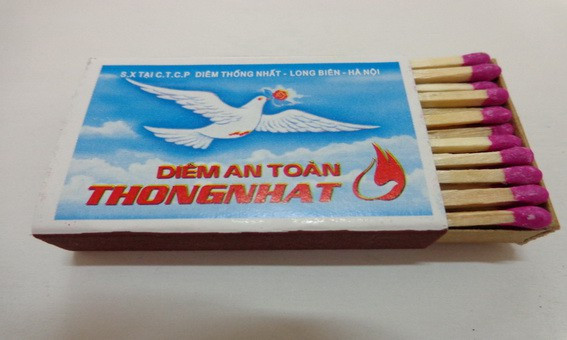 S.X TẠI C.T.C.P DIÊM THỐNG NHẤT - LONG BIÊN - HÀ NỘI
DIÊM AN TOÀN
THONGNHAT